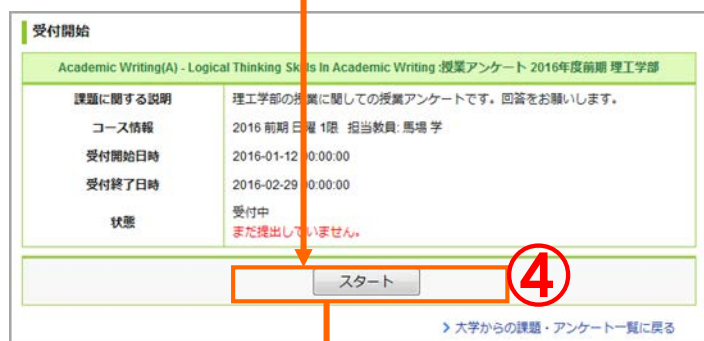 受付開始
Academic Writing(A) - Logical Thinking Skills In Academic Writing :授業アンケート 2016年度前期 理工学部
課題に関する説明 理工学部の授業に関しての授業アンケートです。回答をお願いします。
コース情報 2016 前期 日曜 1限 担当教員: 馬場 学
受付開始日時 2016-01-12 00:00:00
受付終了日時 2016-02-29 00:00:00
状態 受付中
まだ提出していません。
スタート
④
> 大学からの課題・アンケート一覧に戻る